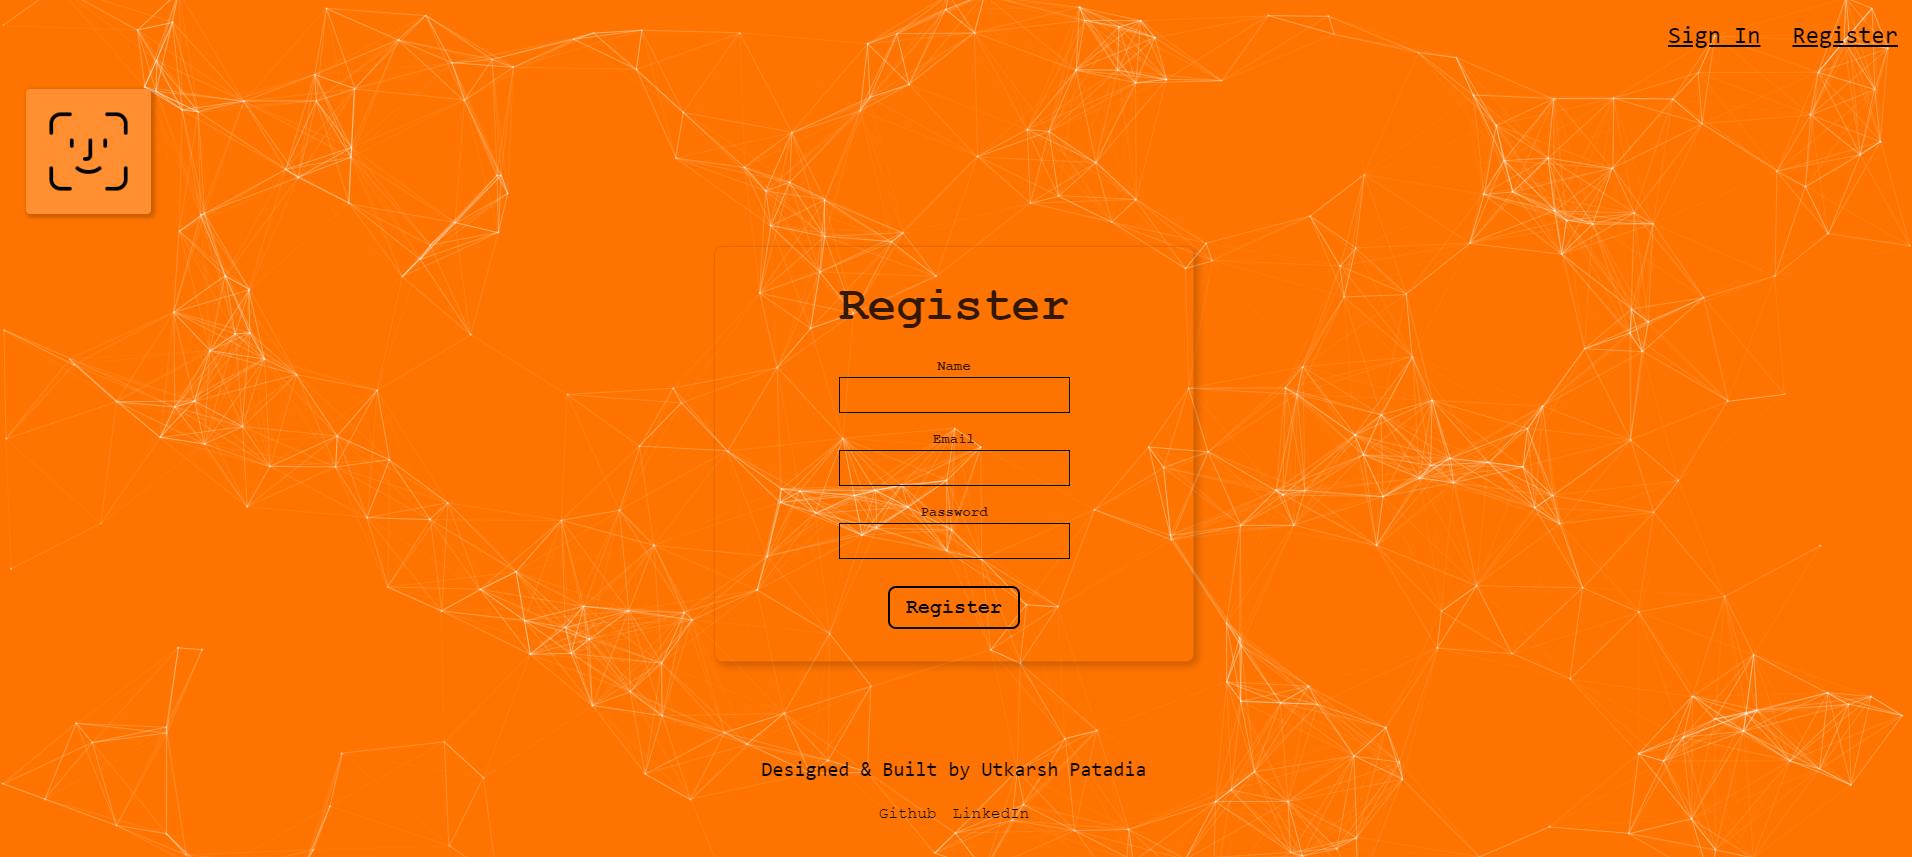 Sign In Register
Register
Name
Email
Password
Register
Designed & Built by Utkarsh Patadia
Github LinkedIn